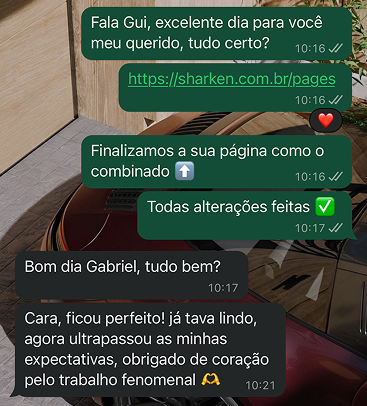 Fala Gui, excelente dia para você
meu querido, tudo certo?
10:16
https://sharken.com.br/pages
10:16
Finalizamos a sua página como o
combinado ⬆️
10:16
Todas alterações feitas ✅
10:17
Bom dia Gabriel, tudo bem?
10:17
Cara, ficou perfeito! já tava lindo,
agora ultrapassou as minhas
expectativas, obrigado de coração
pelo trabalho fenomenal 🫶
10:21